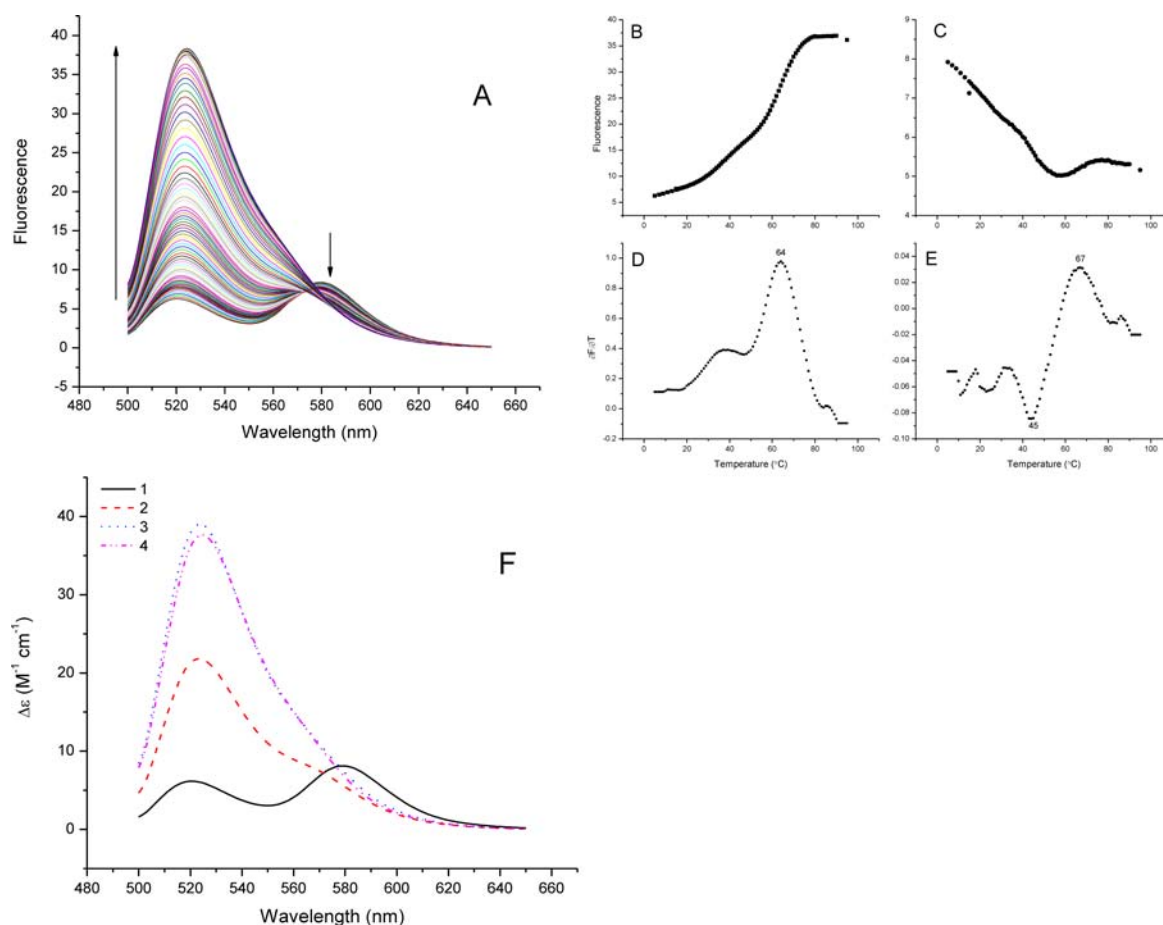 A
Fluorescence
40
35
30
25
20
15
10
5
0
-5
480 500 520 540 560 580 600 620 640 660
Wavelength (nm)
B
Fluorescence
40
35
30
25
20
15
10
5
0 20 40 60 80 100
C
9
8
7
6
5
4
0 20 40 60 80 100
D
64
∂F/∂T
1.0
0.8
0.6
0.4
0.2
0.0
-0.2
0 20 40 60 80 100
Temperature (°C)
E
67
45
0.04
0.02
0.00
-0.02
-0.04
-0.06
-0.08
-0.10
0 20 40 60 80 100
Temperature (°C)
F
1
2
3
4
Δε (M⁻¹ cm⁻¹)
40
30
20
10
0
480 500 520 540 560 580 600 620 640 660
Wavelength (nm)